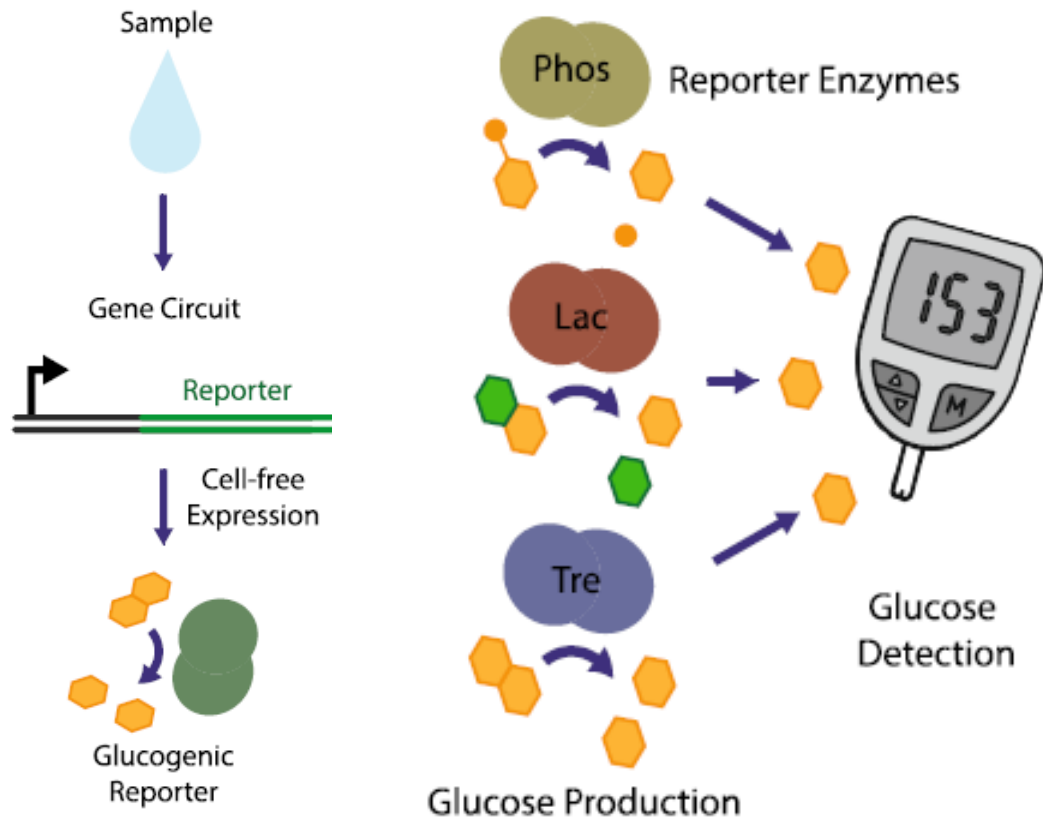 Sample
Gene Circuit
Reporter
Cell-free
Expression
Glucogenic
Reporter
Phos
Reporter Enzymes
Lac
Tre
Glucose Production
153
M
Glucose
Detection